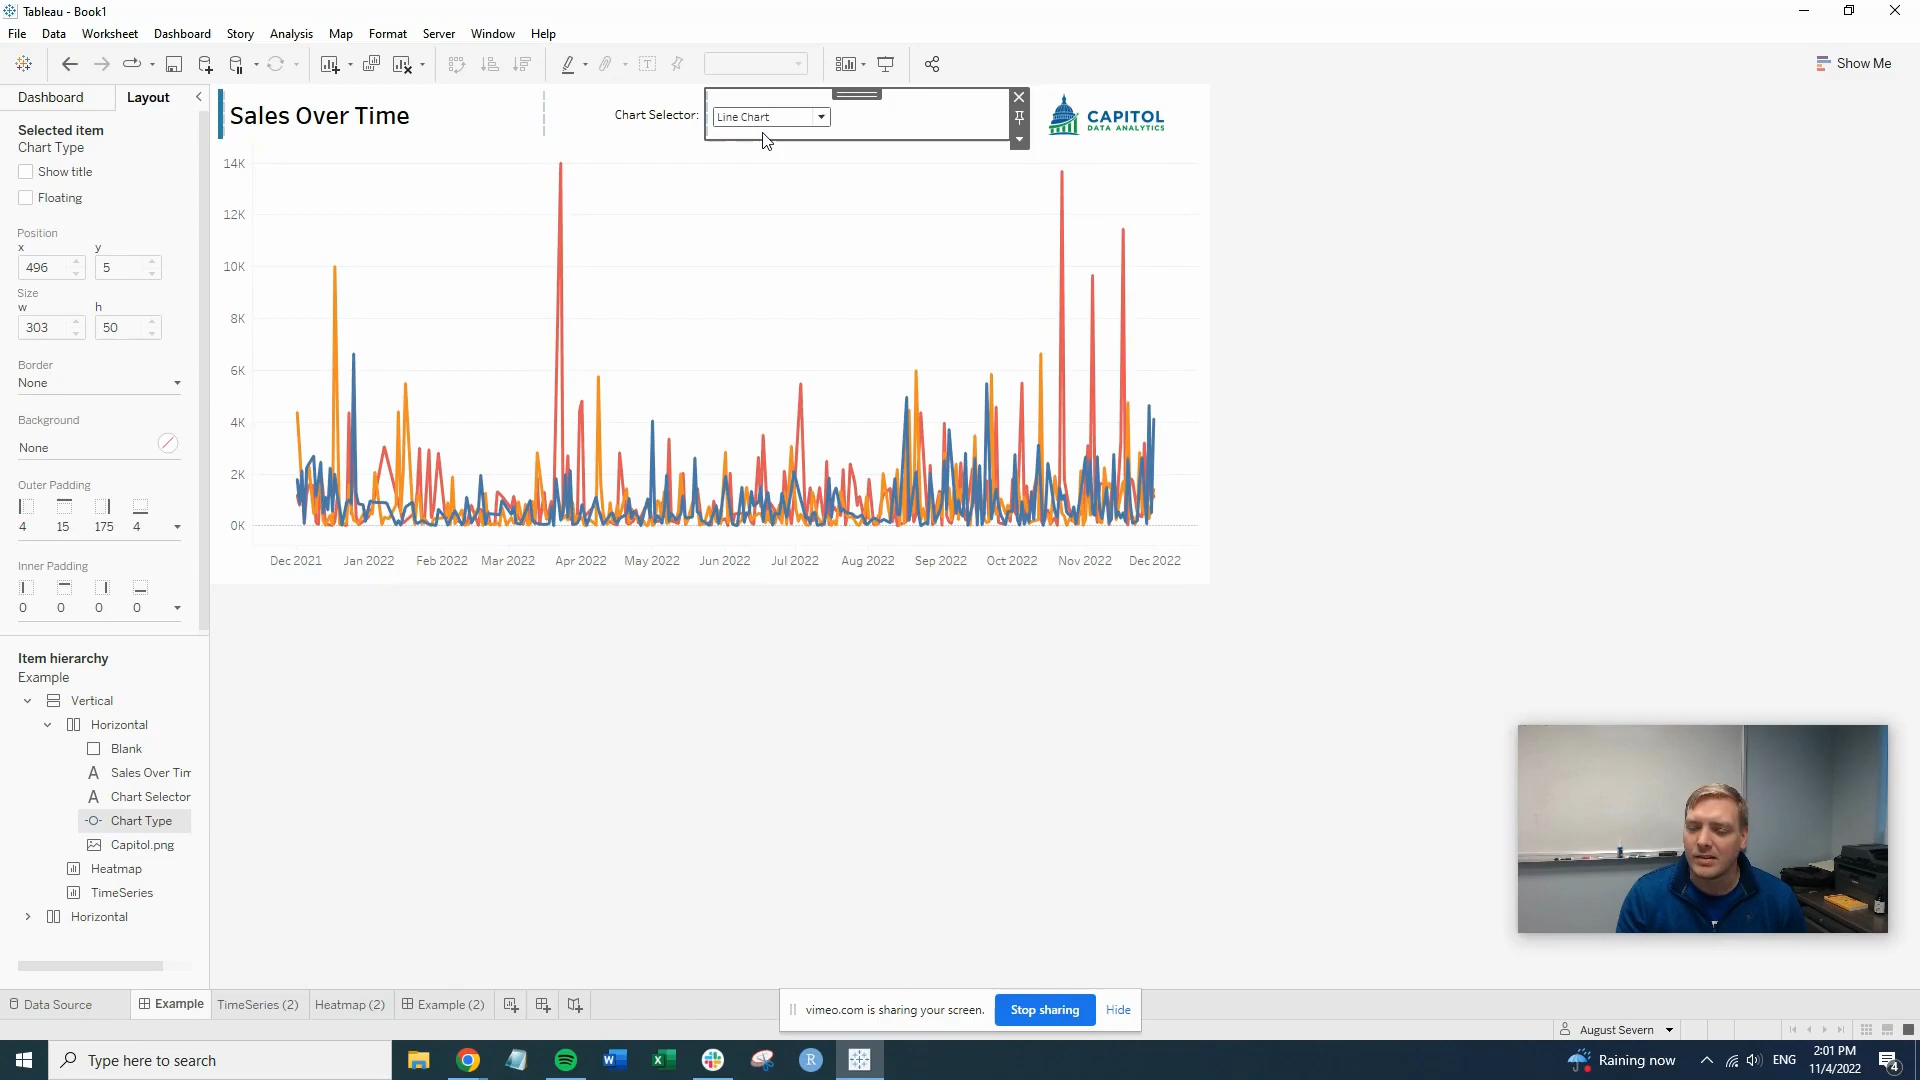 Tableau - Book1
File Data Worksheet Dashboard Story Analysis Map Format Server Window Help
Show Me
Dashboard Layout
Selected item
Chart Type
Show title
Floating
Position
x y
496 5
Size
w h
303 50
Border
None
Background
None
Outer Padding
4 15 175 4
Inner Padding
0 0 0 0
Item hierarchy
Example
Vertical
Horizontal
Blank
Sales Over Tim
Chart Selector
Chart Type
Capitol.png
Heatmap
TimeSeries
Horizontal
Sales Over Time
Chart Selector:
Line Chart
CAPITOL
DATA ANALYTICS
14K
12K
10K
8K
6K
4K
2K
0K
Dec 2021 Jan 2022 Feb 2022 Mar 2022 Apr 2022 May 2022 Jun 2022 Jul 2022 Aug 2022 Sep 2022 Oct 2022 Nov 2022 Dec 2022
Data Source Example TimeSeries (2) Heatmap (2) Example (2)
vimeo.com is sharing your screen. Stop sharing Hide
August Severn
Type here to search
Raining now
ENG
2:01 PM
11/4/2022
4